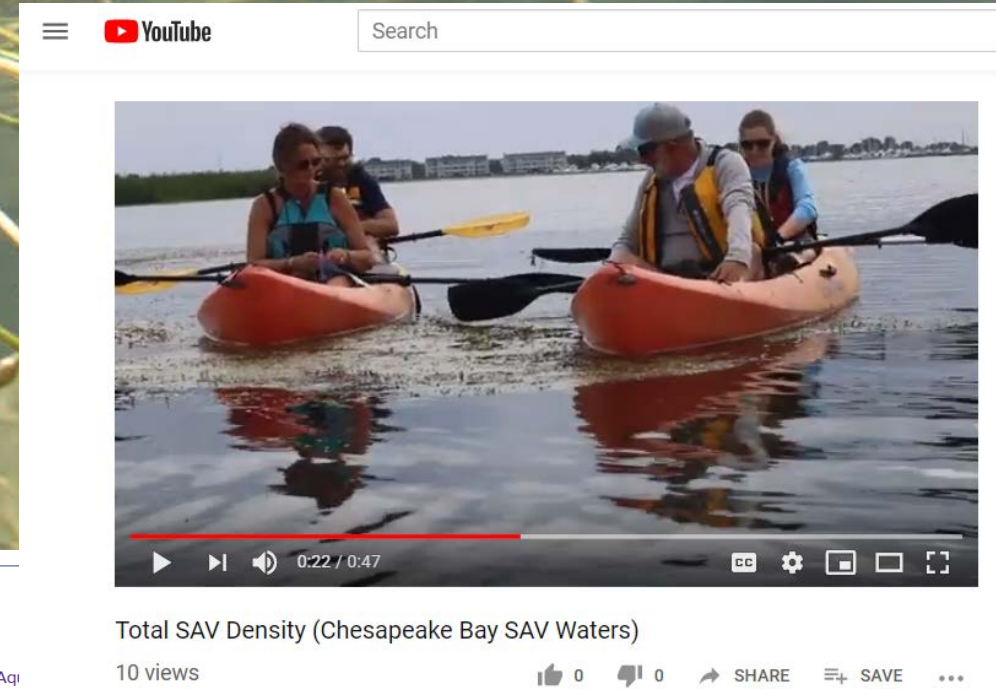 YouTube
Search
0:22 / 0:47
CC
Total SAV Density (Chesapeake Bay SAV Waters)
10 views
0
0
SHARE
SAVE